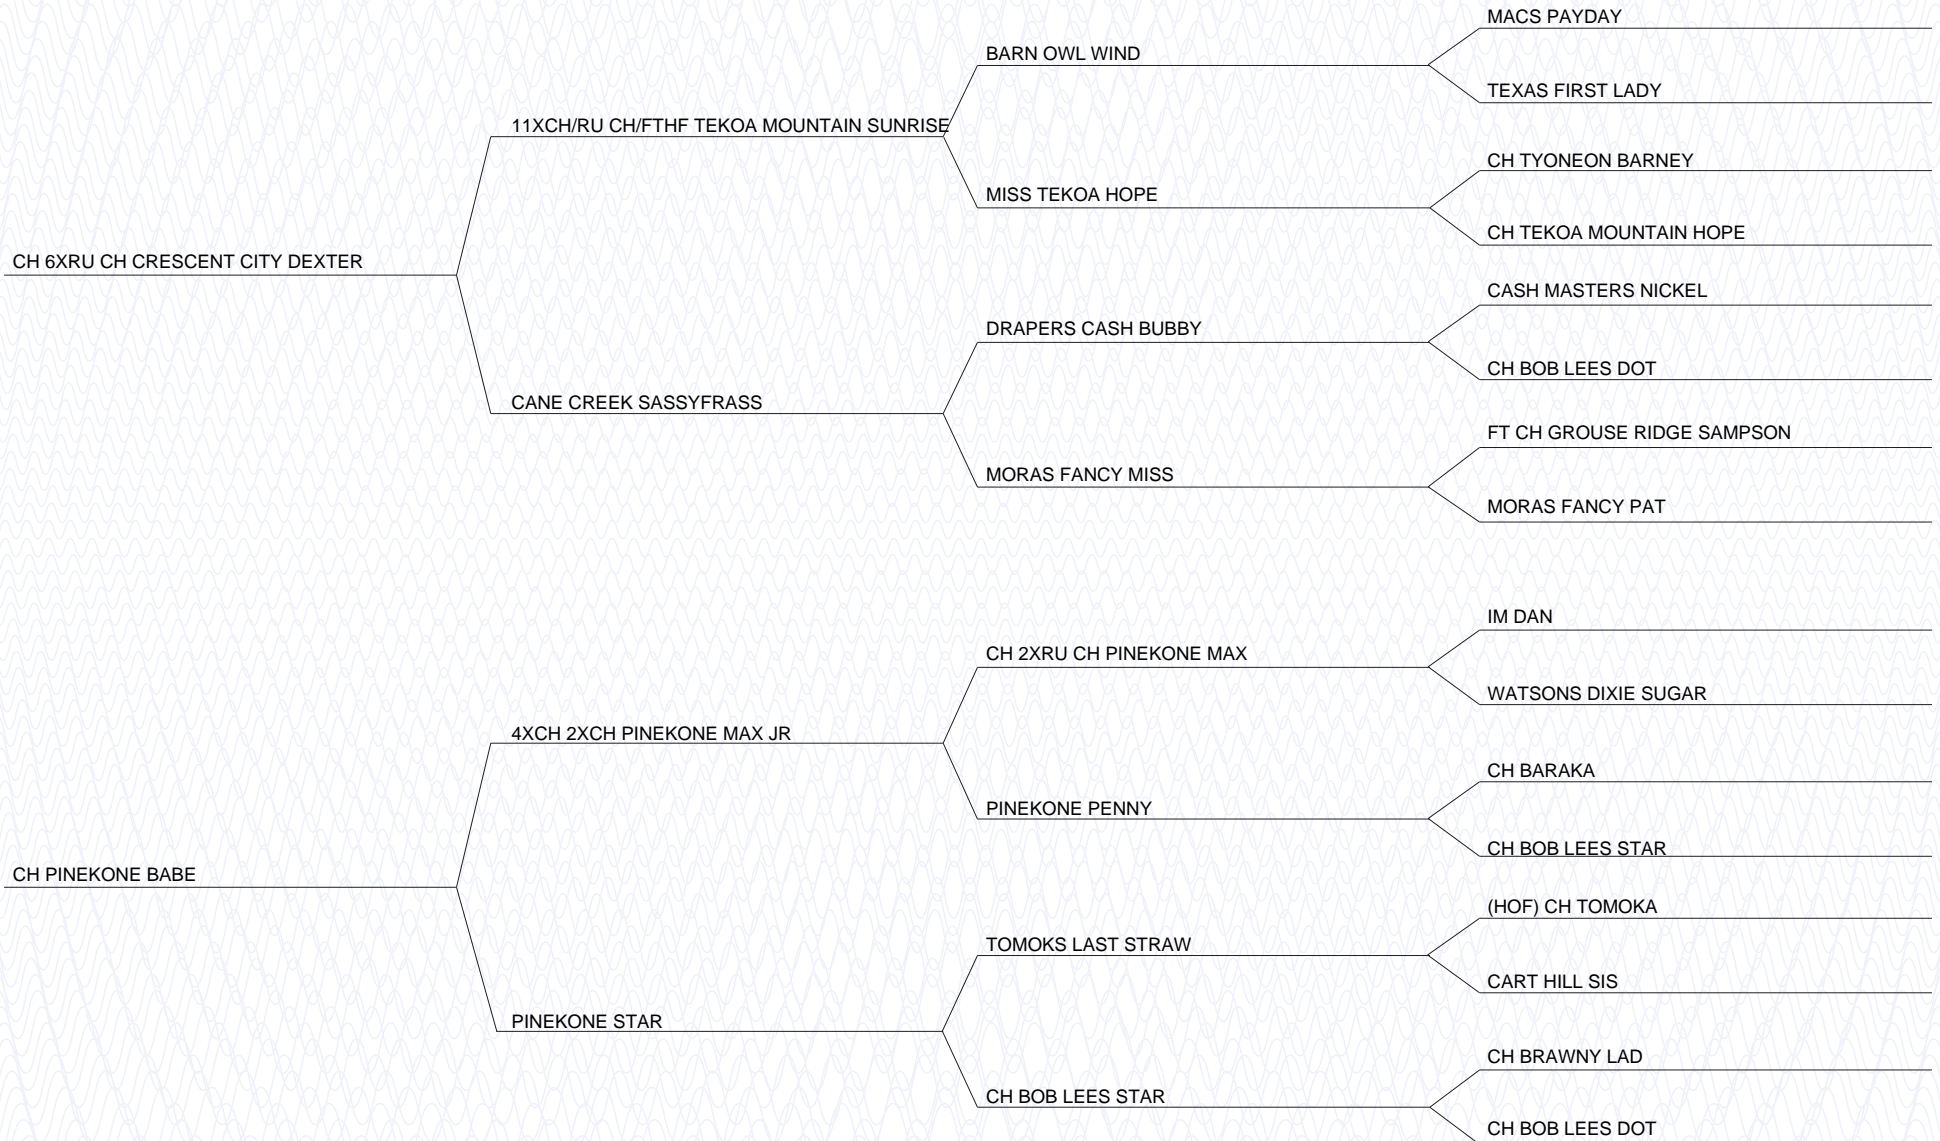 MACS PAYDAY
BARN OWL WIND
TEXAS FIRST LADY
11XCH/RU CH/FTHF TEKOA MOUNTAIN SUNRISE
CH TYONEON BARNEY
MISS TEKOA HOPE
CH TEKOA MOUNTAIN HOPE
CH 6XRU CH CRESCENT CITY DEXTER
CASH MASTERS NICKEL
DRAPERS CASH BUBBY
CH BOB LEES DOT
CANE CREEK SASSYFRASS
FT CH GROUSE RIDGE SAMPSON
MORAS FANCY MISS
MORAS FANCY PAT
IM DAN
CH 2XRU CH PINEKONE MAX
WATSONS DIXIE SUGAR
4XCH 2XCH PINEKONE MAX JR
CH BARAKA
PINEKONE PENNY
CH BOB LEES STAR
CH PINEKONE BABE
(HOF) CH TOMOKA
TOMOKS LAST STRAW
CART HILL SIS
PINEKONE STAR
CH BRAWNY LAD
CH BOB LEES STAR
CH BOB LEES DOT